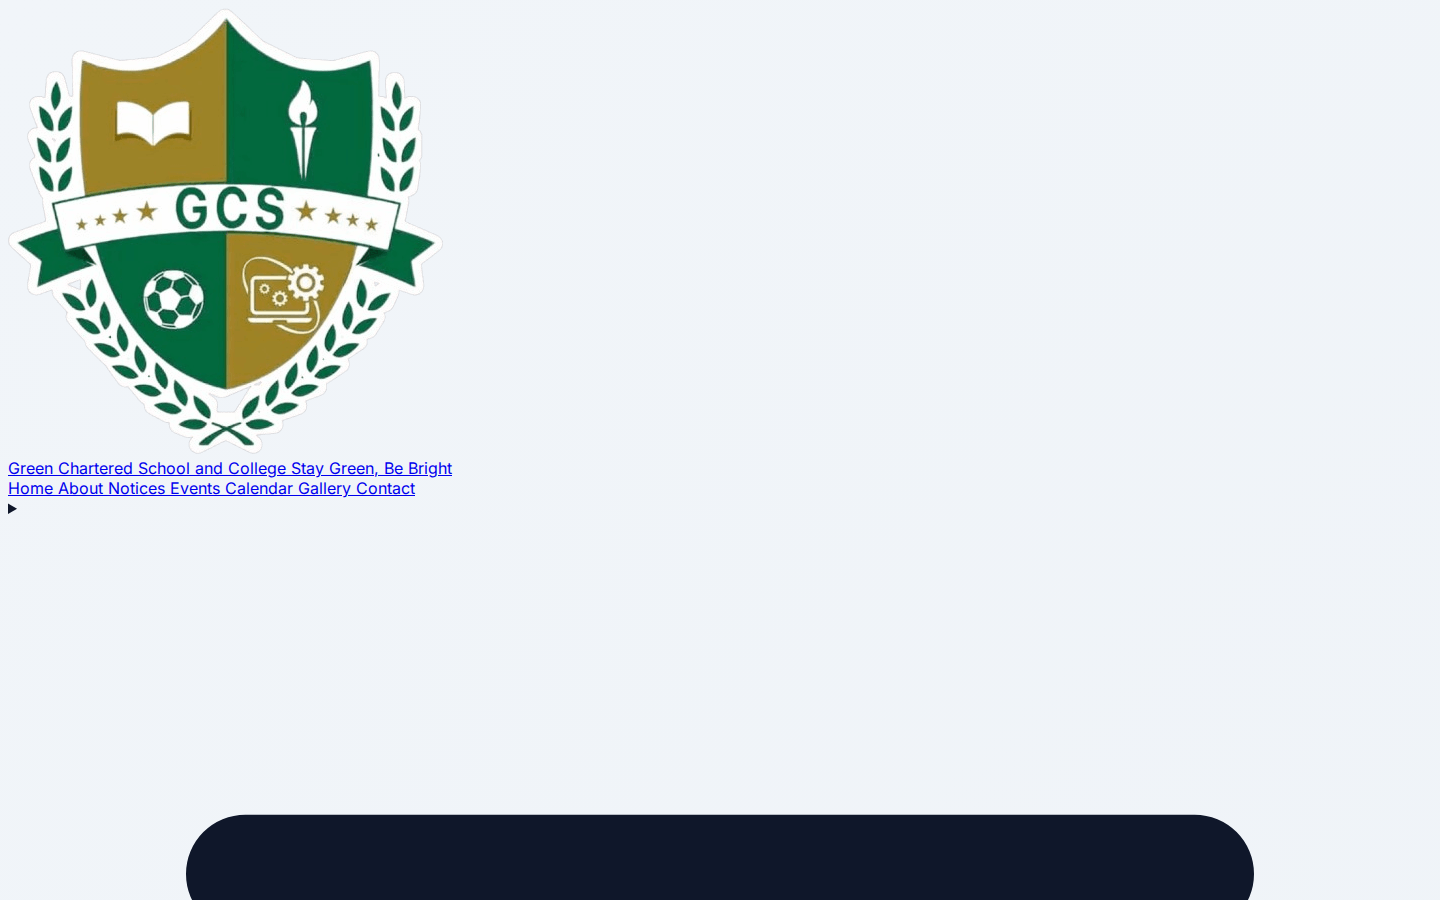 GCS
Green Chartered School and College Stay Green, Be Bright
Home About Notices Events Calendar Gallery Contact